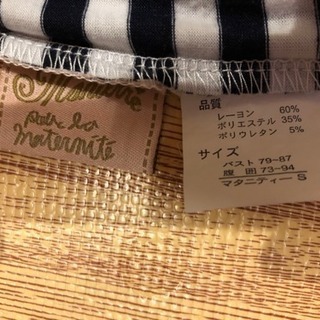 pour la
Maternité
品質
レーヨン 60%
ポリエステル 35%
ポリウレタン 5%
サイズ
バスト 79-87
腹囲 73-94
マタニティー S